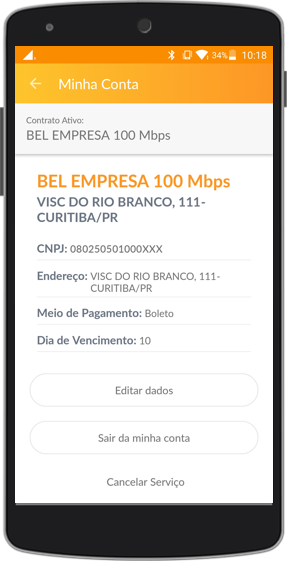 34% 10:18
Minha Conta
Contrato Ativo:
BEL EMPRESA 100 Mbps
BEL EMPRESA 100 Mbps
VISC DO RIO BRANCO, 111-
CURITIBA/PR
CNPJ: 080250501000XXX
Endereço: VISC DO RIO BRANCO, 111-
CURITIBA/PR
Meio de Pagamento: Boleto
Dia de Vencimento: 10
Editar dados
Sair da minha conta
Cancelar Serviço